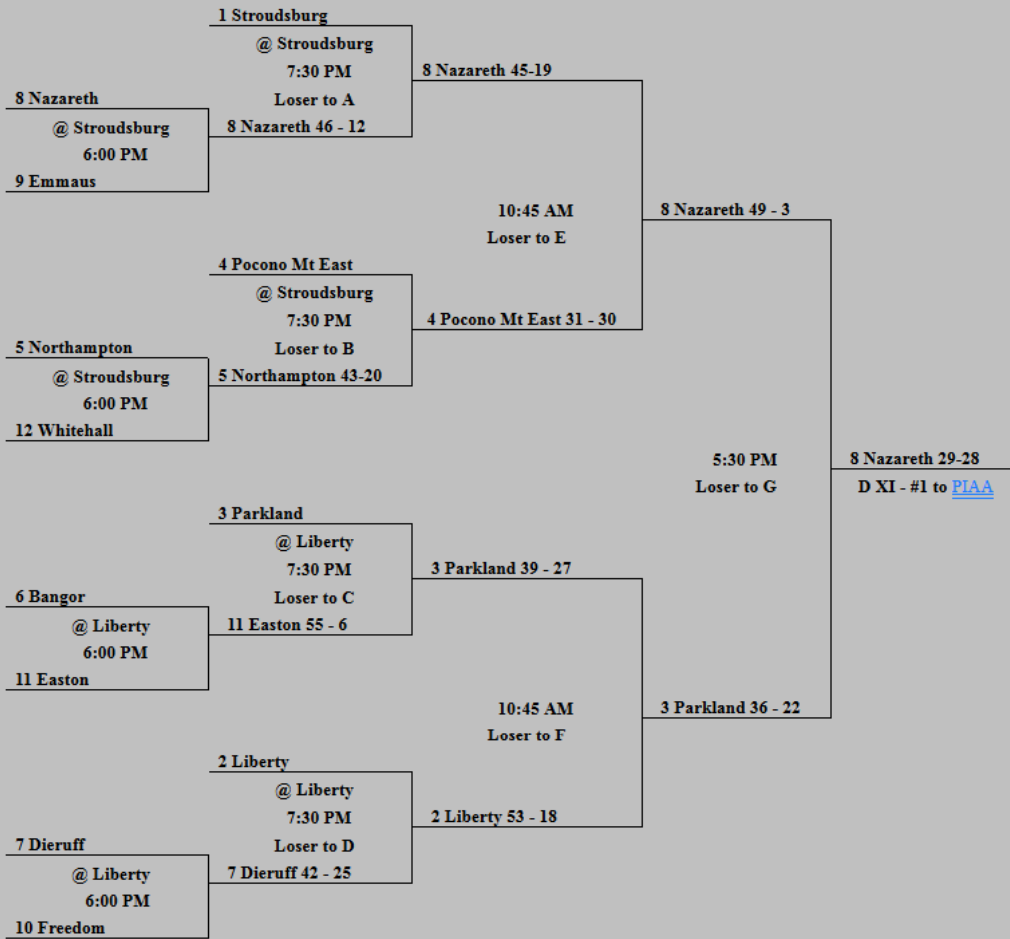 1 Stroudsburg
@ Stroudsburg
7:30 PM
8 Nazareth 45-19
Loser to A
8 Nazareth
8 Nazareth 46 - 12
@ Stroudsburg
6:00 PM
9 Emmaus
10:45 AM
8 Nazareth 49 - 3
Loser to E
4 Pocono Mt East
@ Stroudsburg
7:30 PM
4 Pocono Mt East 31 - 30
Loser to B
5 Northampton
5 Northampton 43-20
@ Stroudsburg
6:00 PM
12 Whitehall
5:30 PM
8 Nazareth 29-28
Loser to G
D XI - #1 to PIAA
3 Parkland
@ Liberty
7:30 PM
3 Parkland 39 - 27
Loser to C
6 Bangor
11 Easton 55 - 6
@ Liberty
6:00 PM
11 Easton
10:45 AM
3 Parkland 36 - 22
Loser to F
2 Liberty
@ Liberty
7:30 PM
2 Liberty 53 - 18
Loser to D
7 Dieruff
7 Dieruff 42 - 25
@ Liberty
6:00 PM
10 Freedom